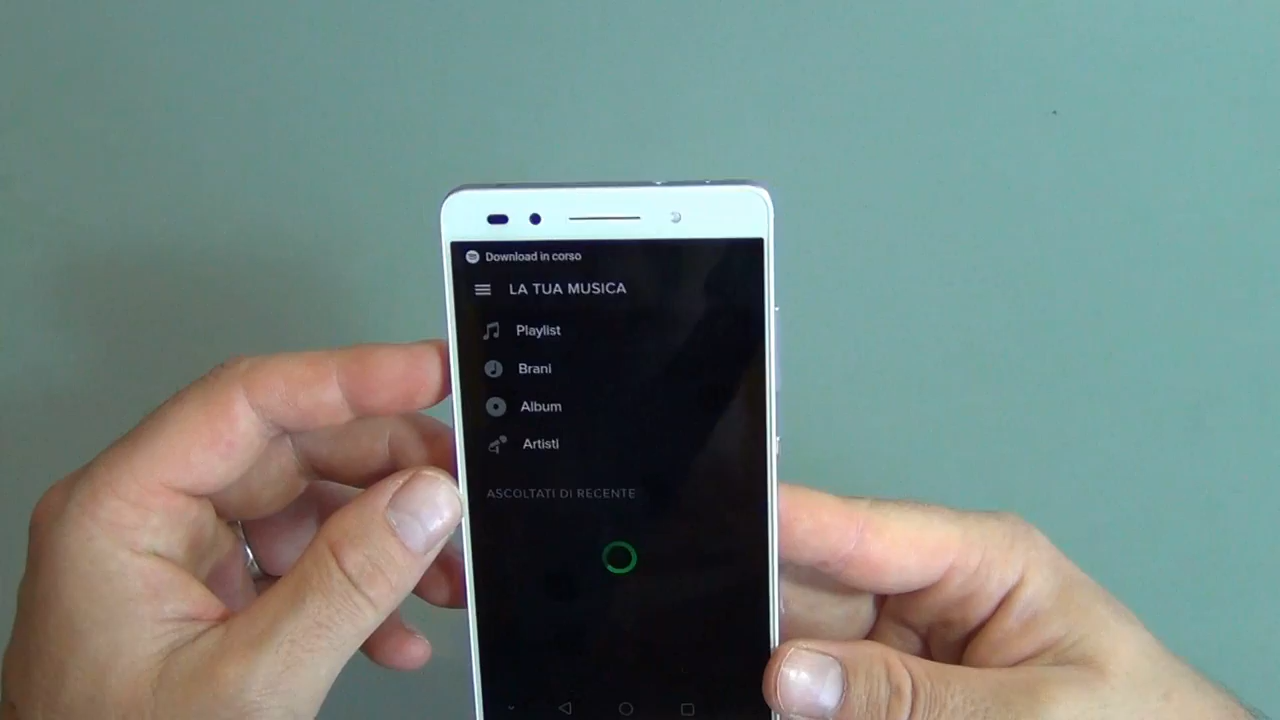 Download in corso
LA TUA MUSICA
Playlist
Brani
Album
Artisti
ASCOLTATI DI RECENTE